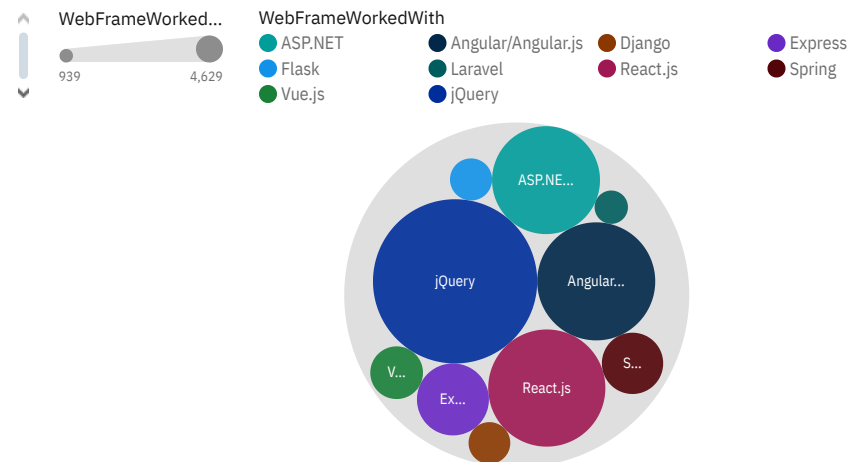 WebFrameWorked...
939 4,629
WebFrameWorkedWith
ASP.NET Angular/Angular.js Django Express
Flask Laravel React.js Spring
Vue.js jQuery
ASP.NE...
jQuery
Angular...
S...
V...
React.js
Ex...